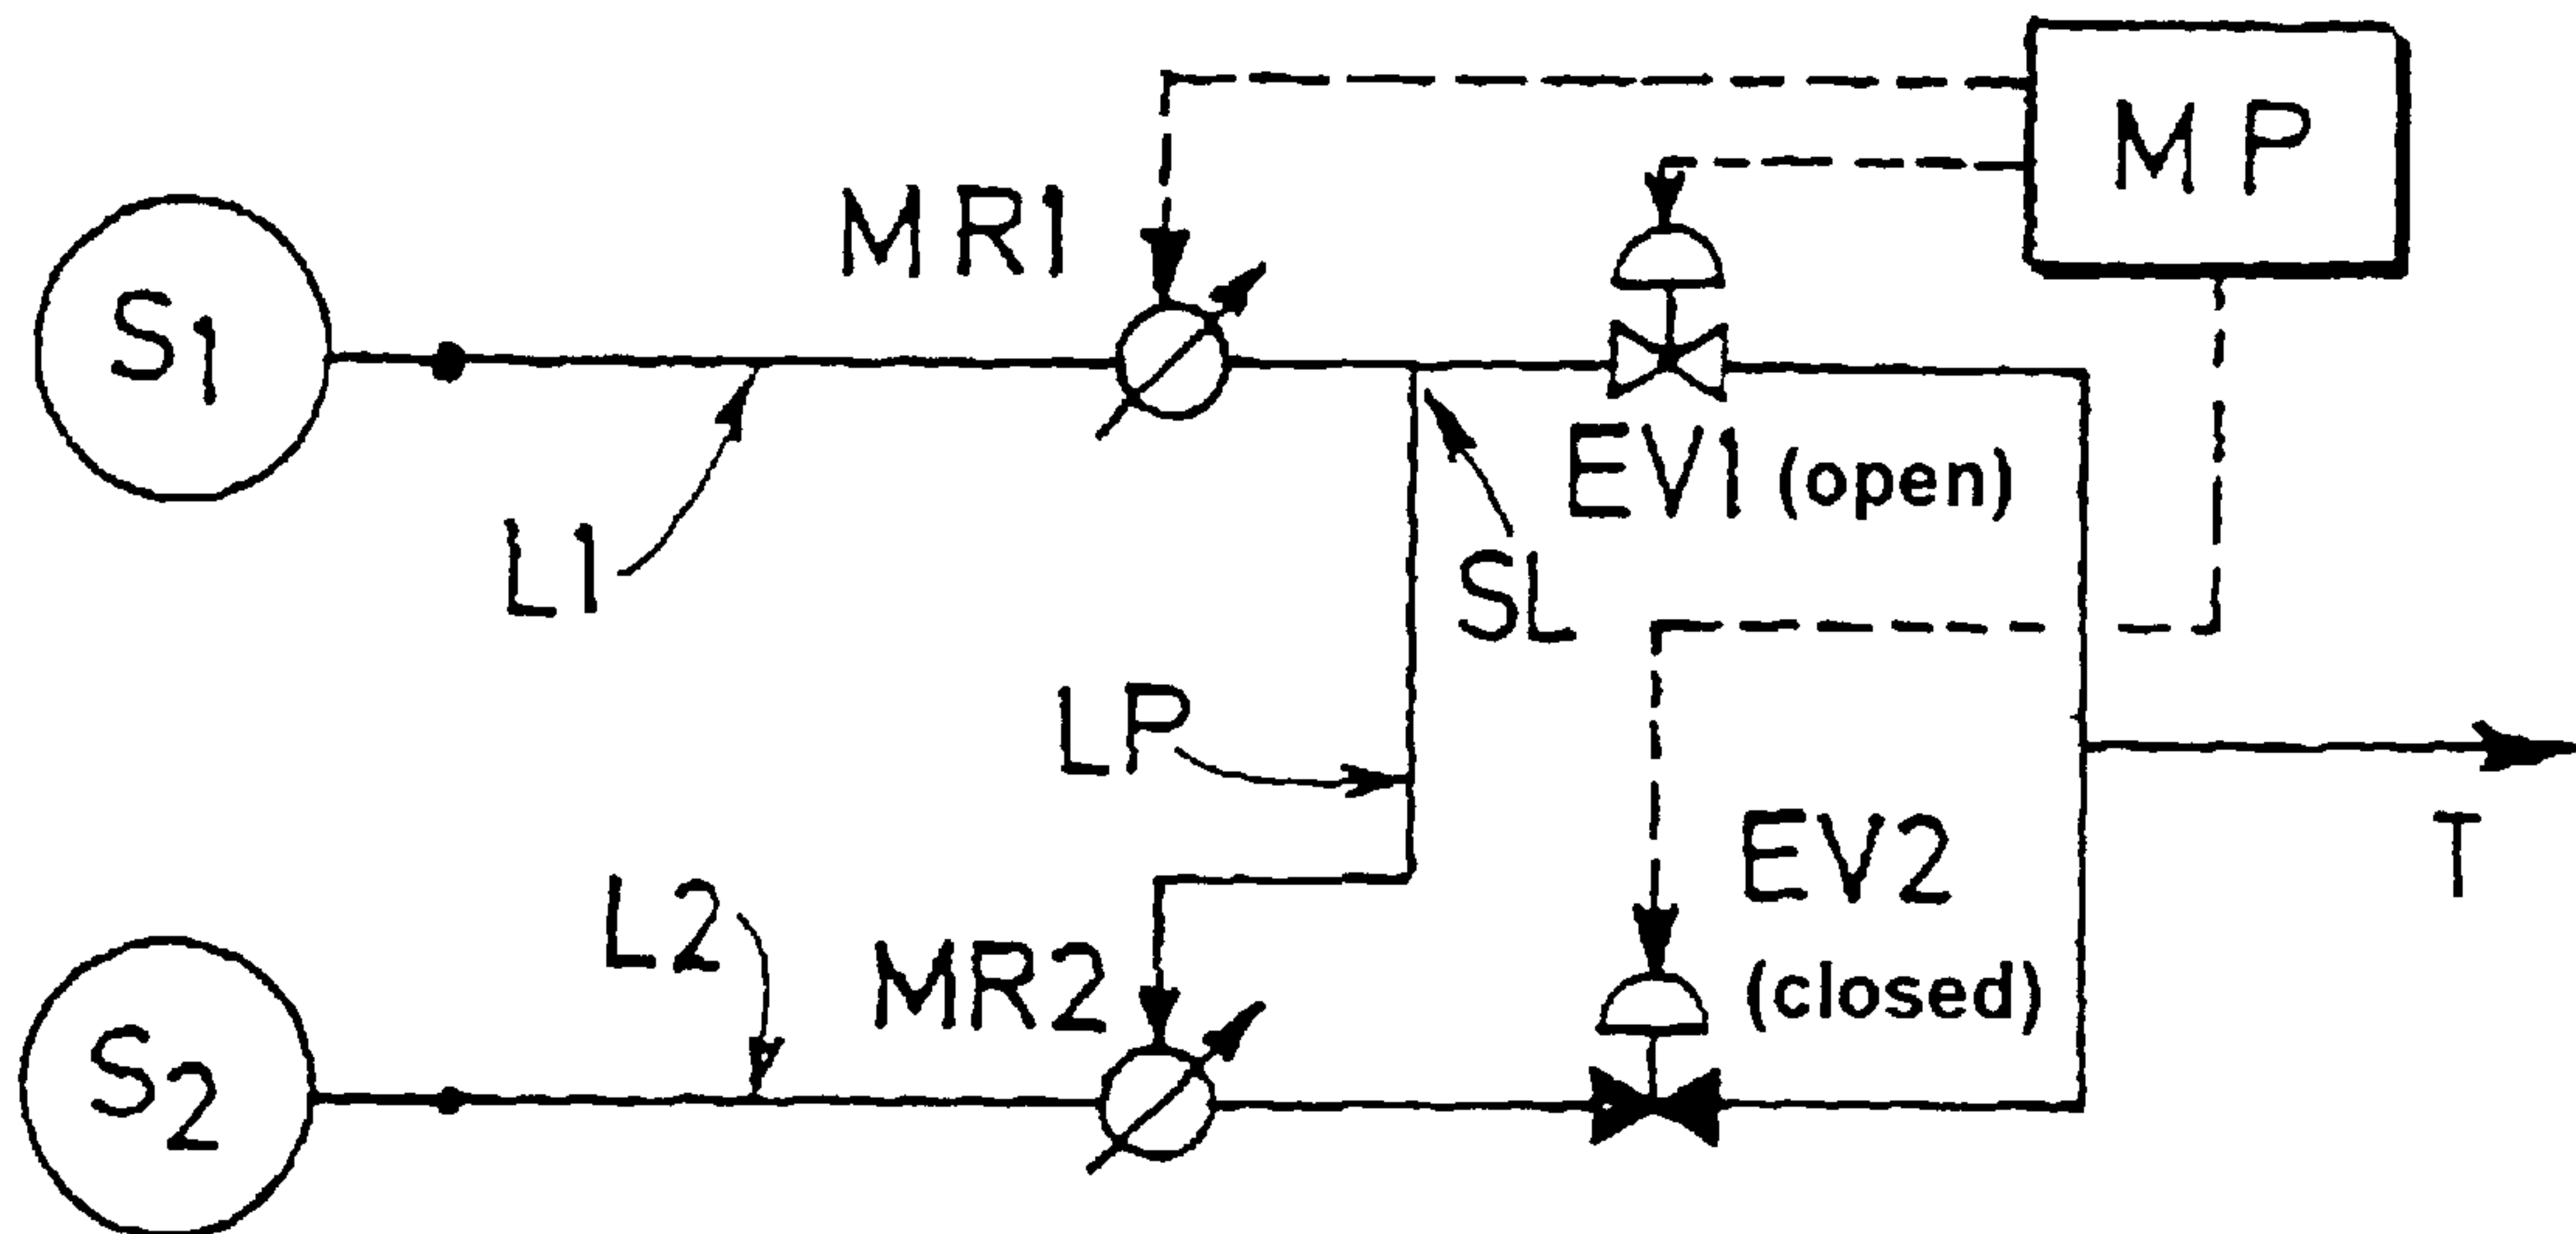 MP
MR1
S1
EV1 (open)
L1
SL
LP
EV2
(closed)
T
L2
MR2
S2